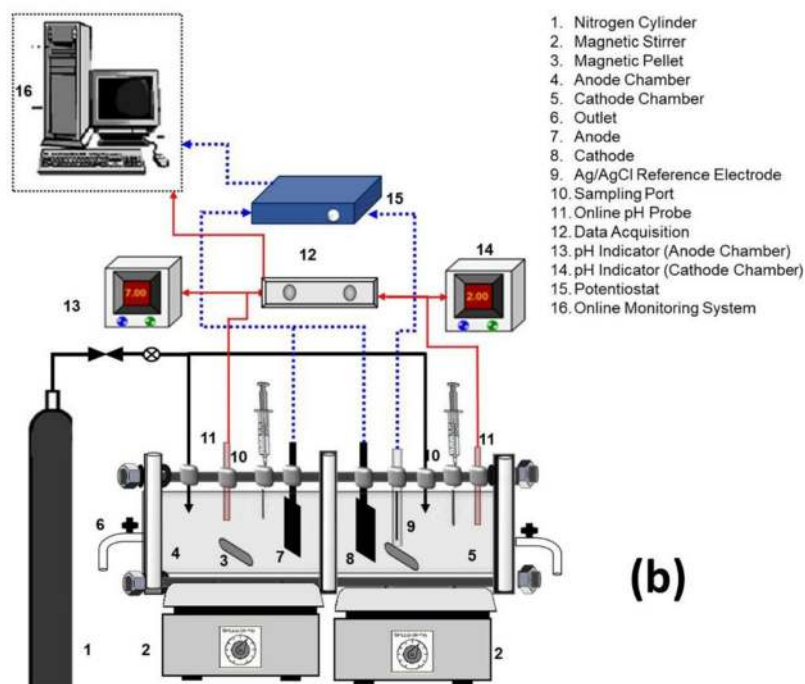 1. Nitrogen Cylinder
2. Magnetic Stirrer
3. Magnetic Pellet
4. Anode Chamber
5. Cathode Chamber
6. Outlet
7. Anode
8. Cathode
9. Ag/AgCl Reference Electrode
10. Sampling Port
11. Online pH Probe
12. Data Acquisition
13. pH Indicator (Anode Chamber)
14. pH Indicator (Cathode Chamber)
15. Potentiostat
16. Online Monitoring System
16
15
12
14
7.00
2.00
13
11
10
10
11
6
4
3
7
8
9
5
(b)
1
2
2